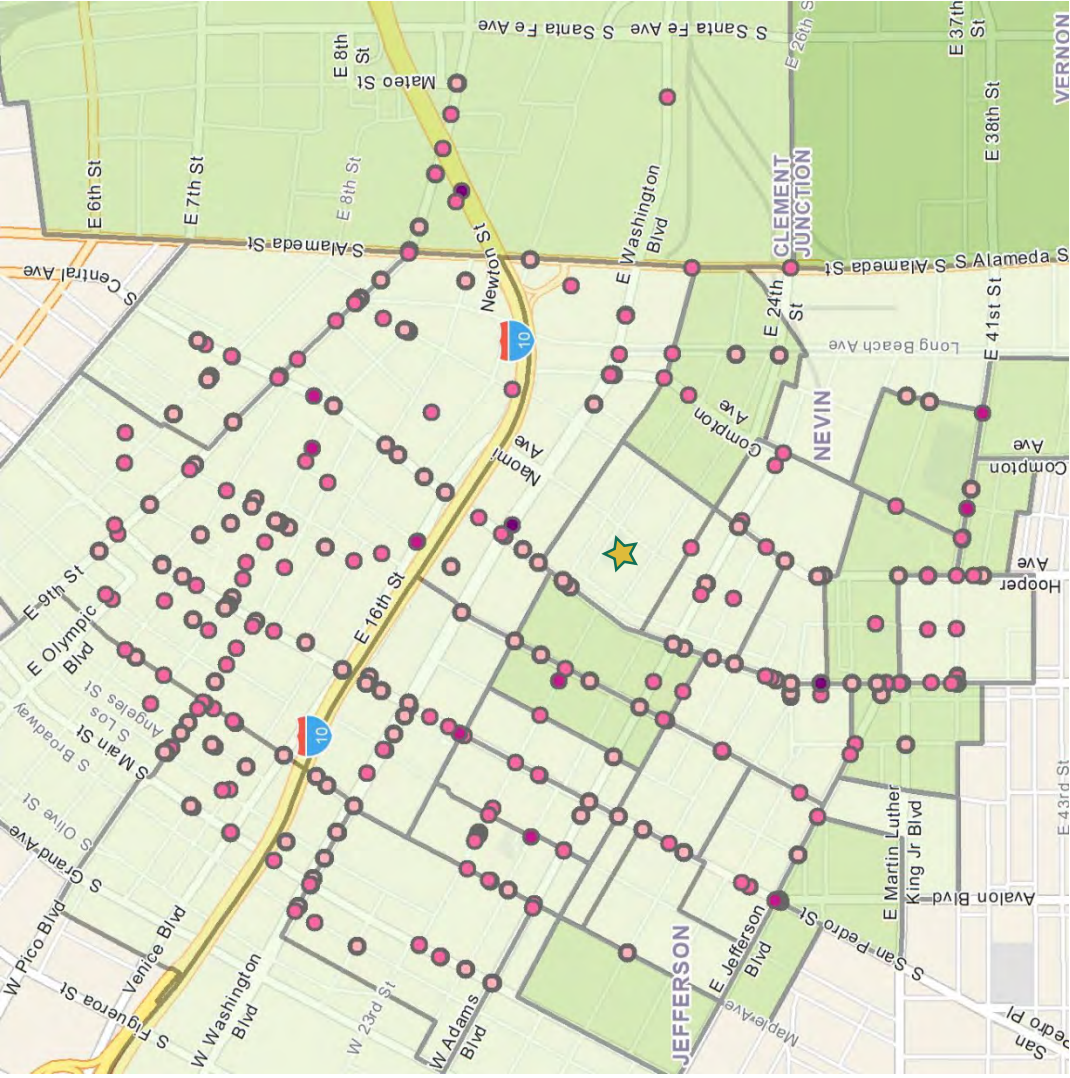 S Santa Fe Ave
S Santa Fe Ave
S Santa Fe Ave
E 26th S
E 37th
St
VERNON
E 8th
St
Mateo St
E 38th St
E 6th St
E 7th St
E 8th St
E Washington
Blvd
CLEMENT
JUNCTION
S Central Ave
S Alameda St
Newton St
S Alameda St
S Alameda S
10
E 24th
St
E 41st St
Long Beach Ave
Compton
Ave
NEVIN
Naomi
Ave
Compton
Ave
E 9th St
E 16th St
Hooper
Ave
E Olympic
Blvd
S Los
Angeles St
S Broadway
S Main St
10
S Olive St
S Grand Ave
E 43rd St
E Martin Luther
King Jr Blvd
Avalon Blvd
W Pico Blvd
Venice Blvd
S Figueroa St
W Washington
Blvd
W 23rd St
W Adams
Blvd
JEFFERSON
E Jefferson
Blvd
Maple Ave
S San Pedro St
San
Pedro Pl